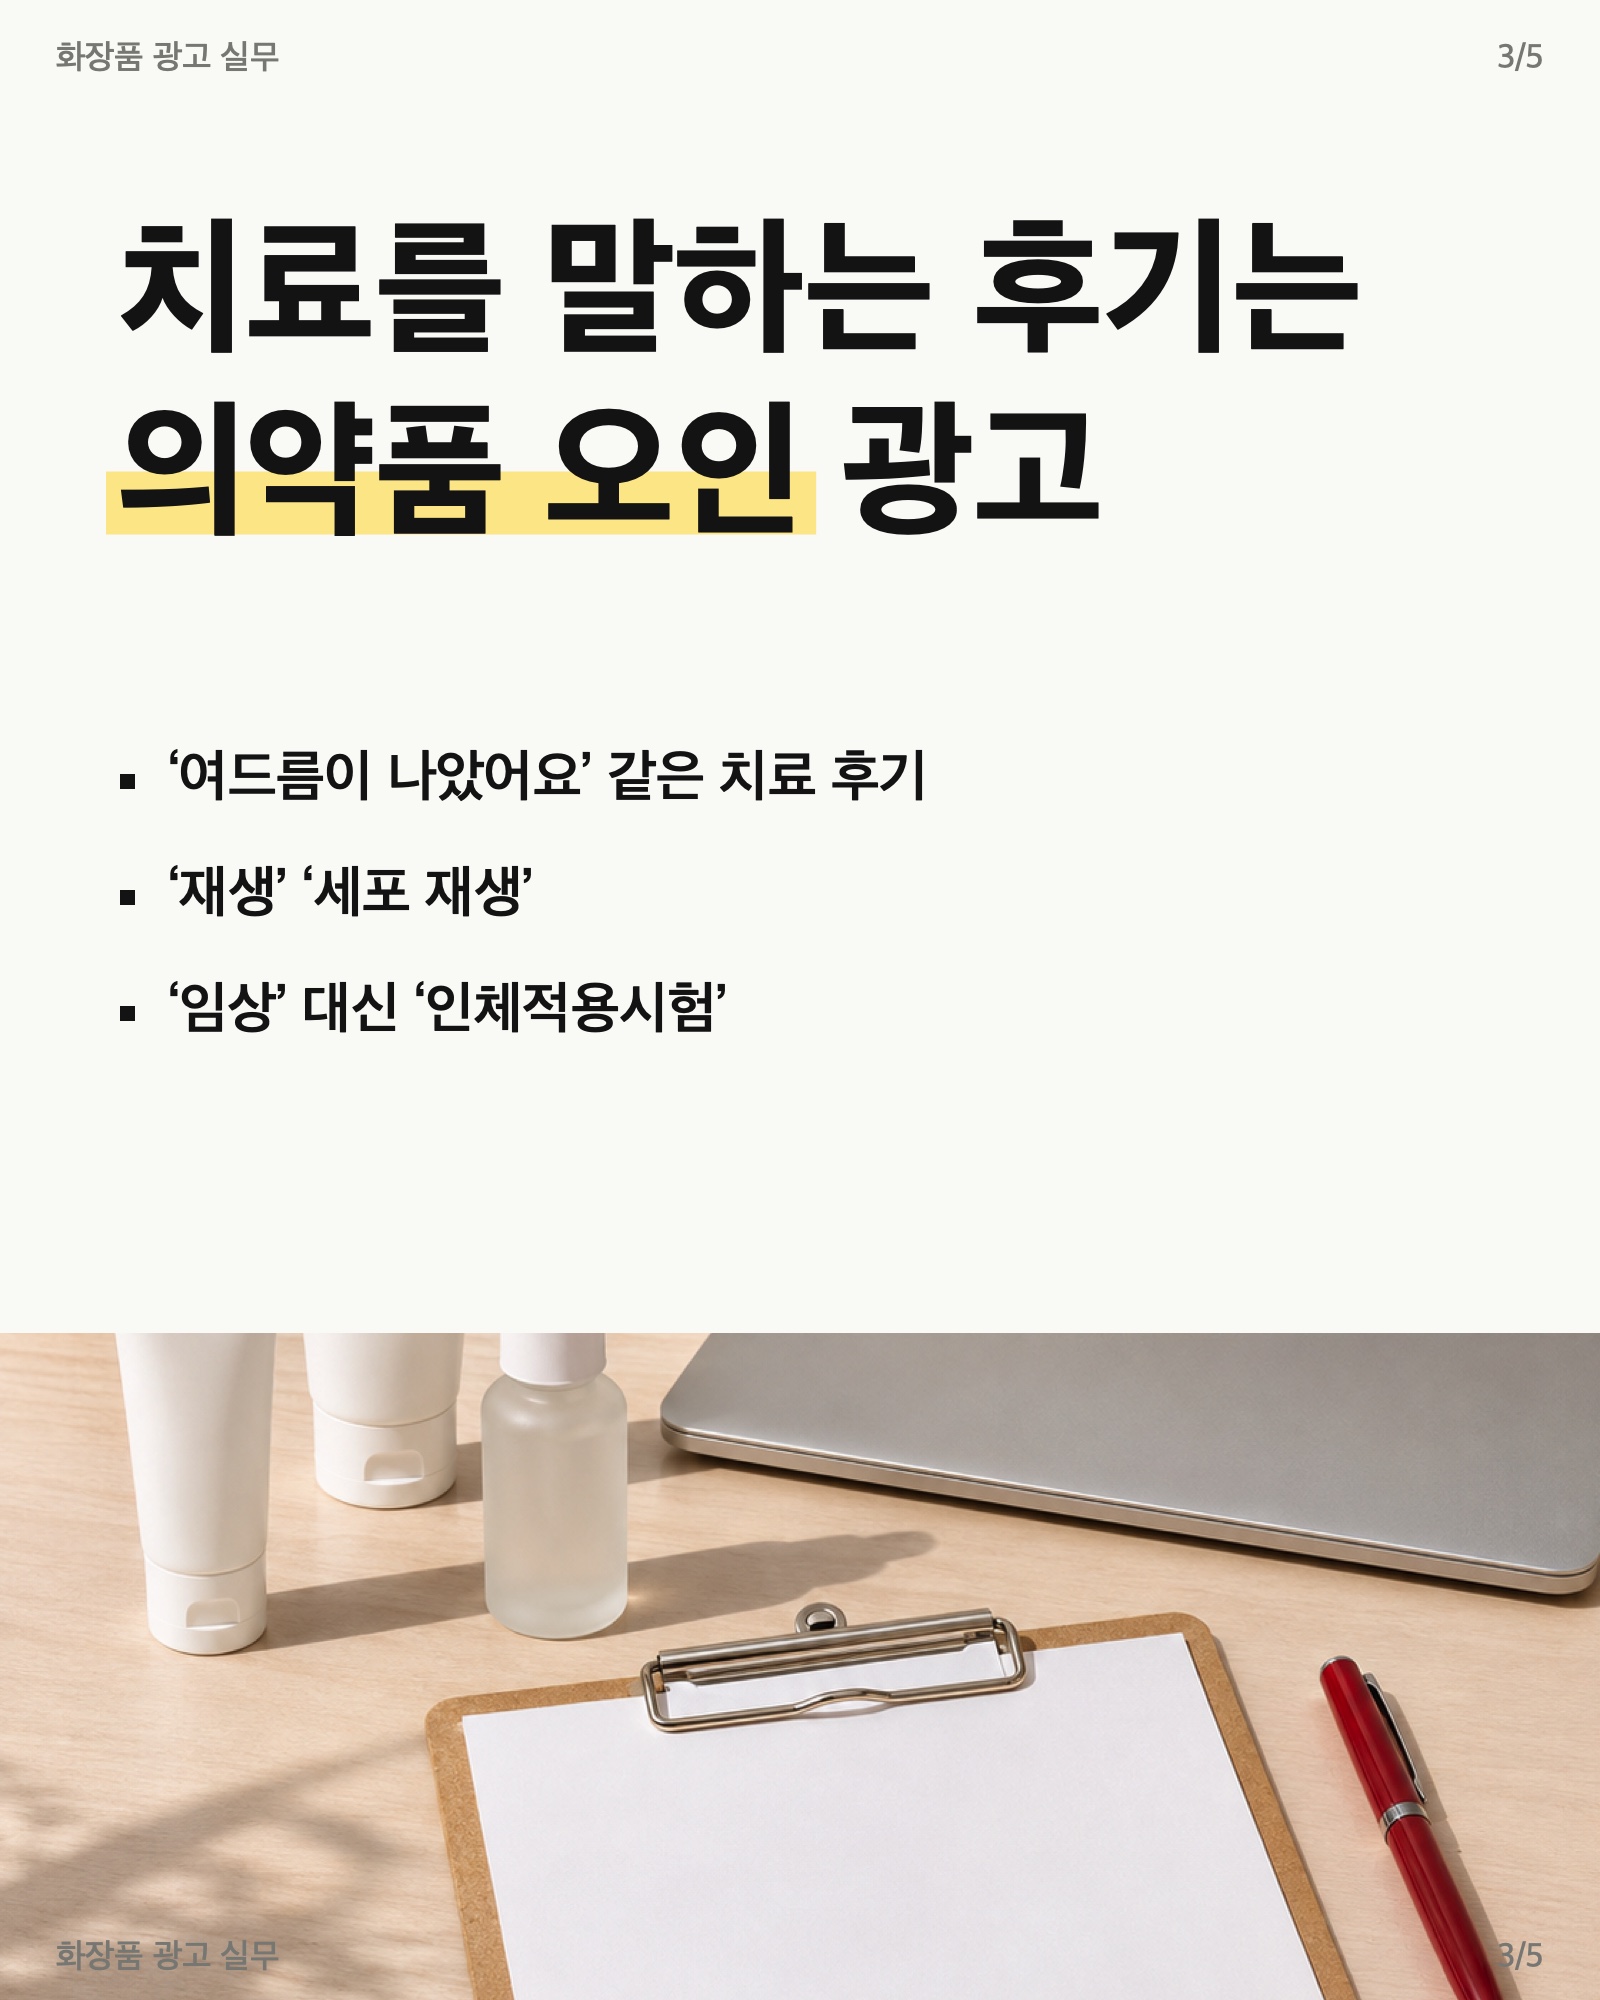 화장품 광고 실무
3/5
치료를 말하는 후기는
의약품 오인 광고
▪ ‘여드름이 나았어요’ 같은 치료 후기
▪ ‘재생’ ‘세포 재생’
▪ ‘임상’ 대신 ‘인체적용시험’
화장품 광고 실무
3/5